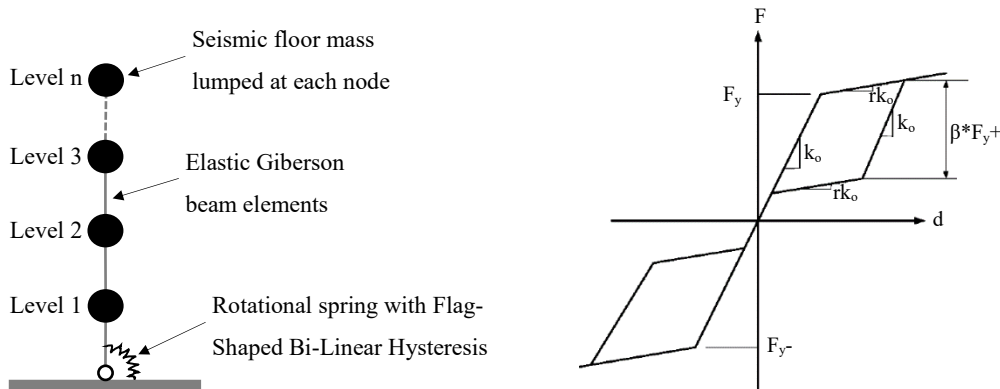 Seismic floor mass
lumped at each node
Level n
Level 3
Elastic Giberson
beam elements
Level 2
Level 1
Rotational spring with Flag-
Shaped Bi-Linear Hysteresis
F
Fy
rko
ko
ko
β*Fy+
rko
d
Fy-